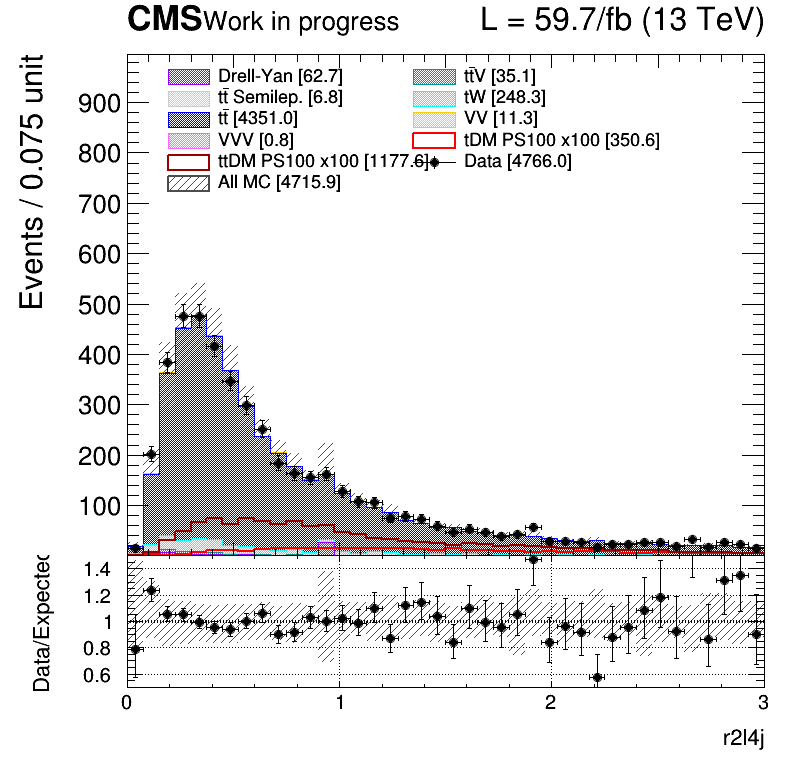 CMS Work in progress L = 59.7/fb (13 TeV)
Events / 0.075 unit
Drell-Yan [62.7] tt̄V [35.1]
tt̄ Semilep. [6.8] tW [248.3]
tt̄ [4351.0] VV [11.3]
VVV [0.8] tDM PS100 x100 [350.6]
ttDM PS100 x100 [1177.6] Data [4766.0]
All MC [4715.9]
900
800
700
600
500
400
300
200
100
Data/Expected
1.4
1.2
1
0.8
0.6
0 1 2 3
r2l4j